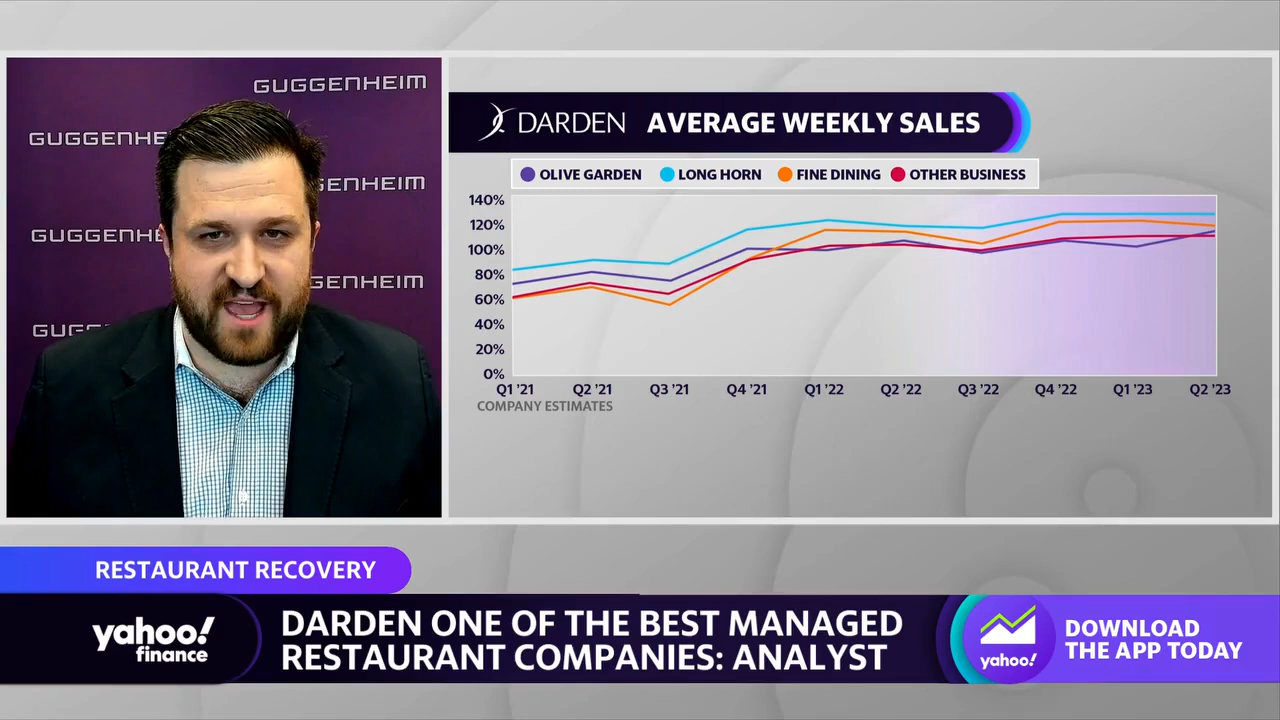 GUGGENHEIM
GUGGENHE
ENHEIM
GUGGENHE
ENHEIM
GUGG
DARDEN AVERAGE WEEKLY SALES
OLIVE GARDEN LONG HORN FINE DINING OTHER BUSINESS
140%
120%
100%
80%
60%
40%
20%
0%
Q1 '21 Q2 '21 Q3 '21 Q4 '21 Q1 '22 Q2 '22 Q3 '22 Q4 '22 Q1 '23 Q2 '23
COMPANY ESTIMATES
RESTAURANT RECOVERY
yahoo!
finance
DARDEN ONE OF THE BEST MANAGED
RESTAURANT COMPANIES: ANALYST
yahoo!
DOWNLOAD
THE APP TODAY